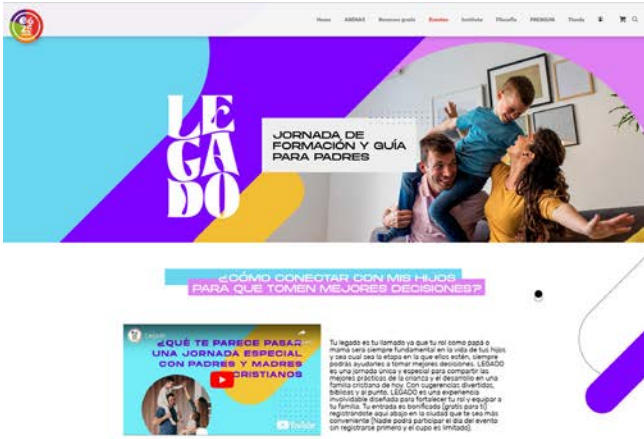 Home ARENAS Recursos gratis Eventos Instituto Filosofía PREMIUM Tienda
LE
GA
DO
JORNADA DE
FORMACIÓN Y GUÍA
PARA PADRES
¿CÓMO CONECTAR CON MIS HIJOS
PARA QUE TOMEN MEJORES DECISIONES?
Legado
¿QUÉ TE PARECE PASAR
UNA JORNADA ESPECIAL
CON PADRES Y MADRES
CRISTIANOS
YouTube
Tu legado es tu llamado ya que tu rol como papá o
mamá será siempre fundamental en la vida de tus hijos
y sea cual sea la etapa en la que ellos estén, siempre
podrás ayudarles a tomar mejores decisiones. LEGADO
es una jornada única y especial para compartir las
mejores prácticas de la crianza y el desarrollo en una
familia cristiana de hoy. Con sugerencias divertidas,
bíblicas y al punto, LEGADO es una experiencia
involvidable diseñada para fortalecer tu rol y equipar a
tu familia. Tu entrada es bonificada (gratis para ti)
registrándote aquí abajo en la ciudad que te sea más
conveniente (Nadie podrá participar el día del evento
sin registrarse primero y el cupo es limitado).